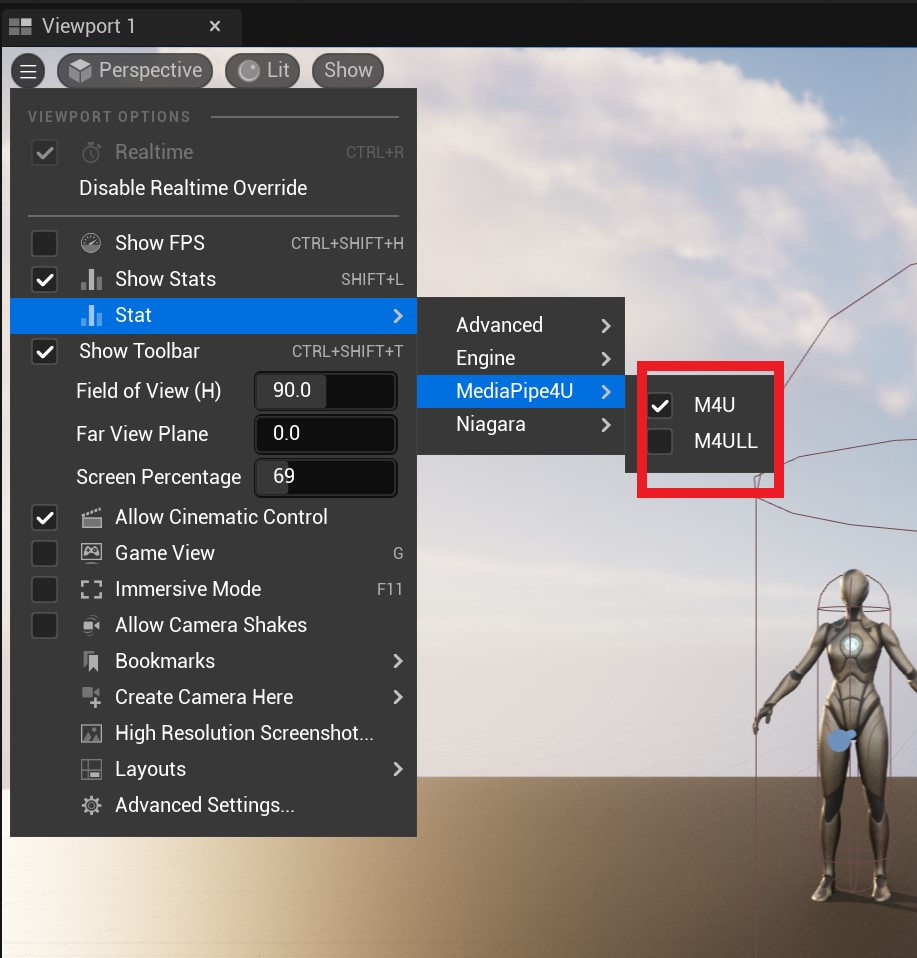 Viewport 1
Perspective Lit Show
VIEWPORT OPTIONS
Realtime CTRL+R
Disable Realtime Override
Show FPS CTRL+SHIFT+H
Show Stats SHIFT+L
Stat
Show Toolbar CTRL+SHIFT+T
Field of View (H) 90.0
Far View Plane 0.0
Screen Percentage 69
Allow Cinematic Control
Game View G
Immersive Mode F11
Allow Camera Shakes
Bookmarks
Create Camera Here
High Resolution Screenshot...
Layouts
Advanced Settings...
Advanced
Engine
MediaPipe4U
Niagara
M4U
M4ULL